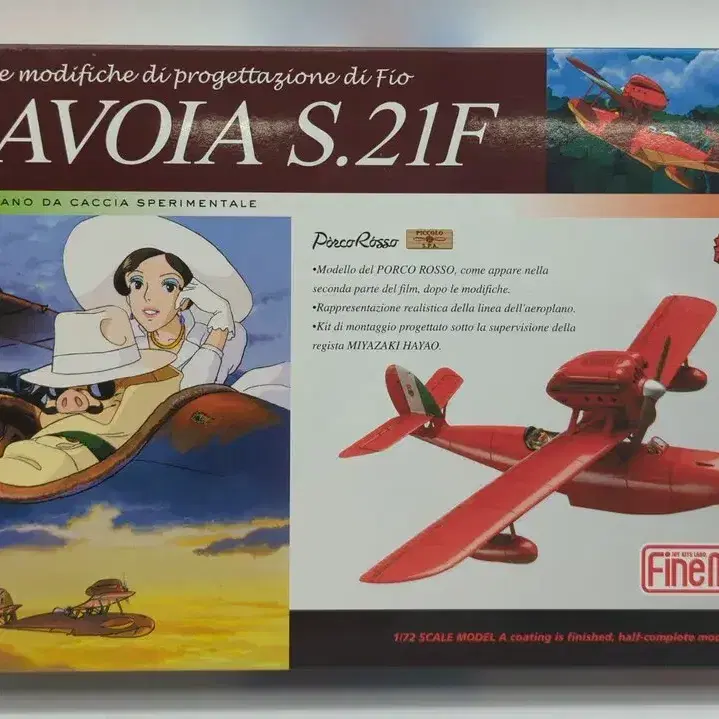 e modifiche di progettazione di Fio
AVOIA S.21F
ANO DA CACCIA SPERIMENTALE
Porco Rosso
PICCOLO
S.P.A.
•Modello del PORCO ROSSO, come appare nella
seconda parte del film, dopo le modifiche.
•Rappresentazione realistica della linea dell'aeroplano.
•Kit di montaggio progettato sotto la supervisione della
regista MIYAZAKI HAYAO.
FineM
1/72 SCALE MODEL A coating is finished, half-complete mod